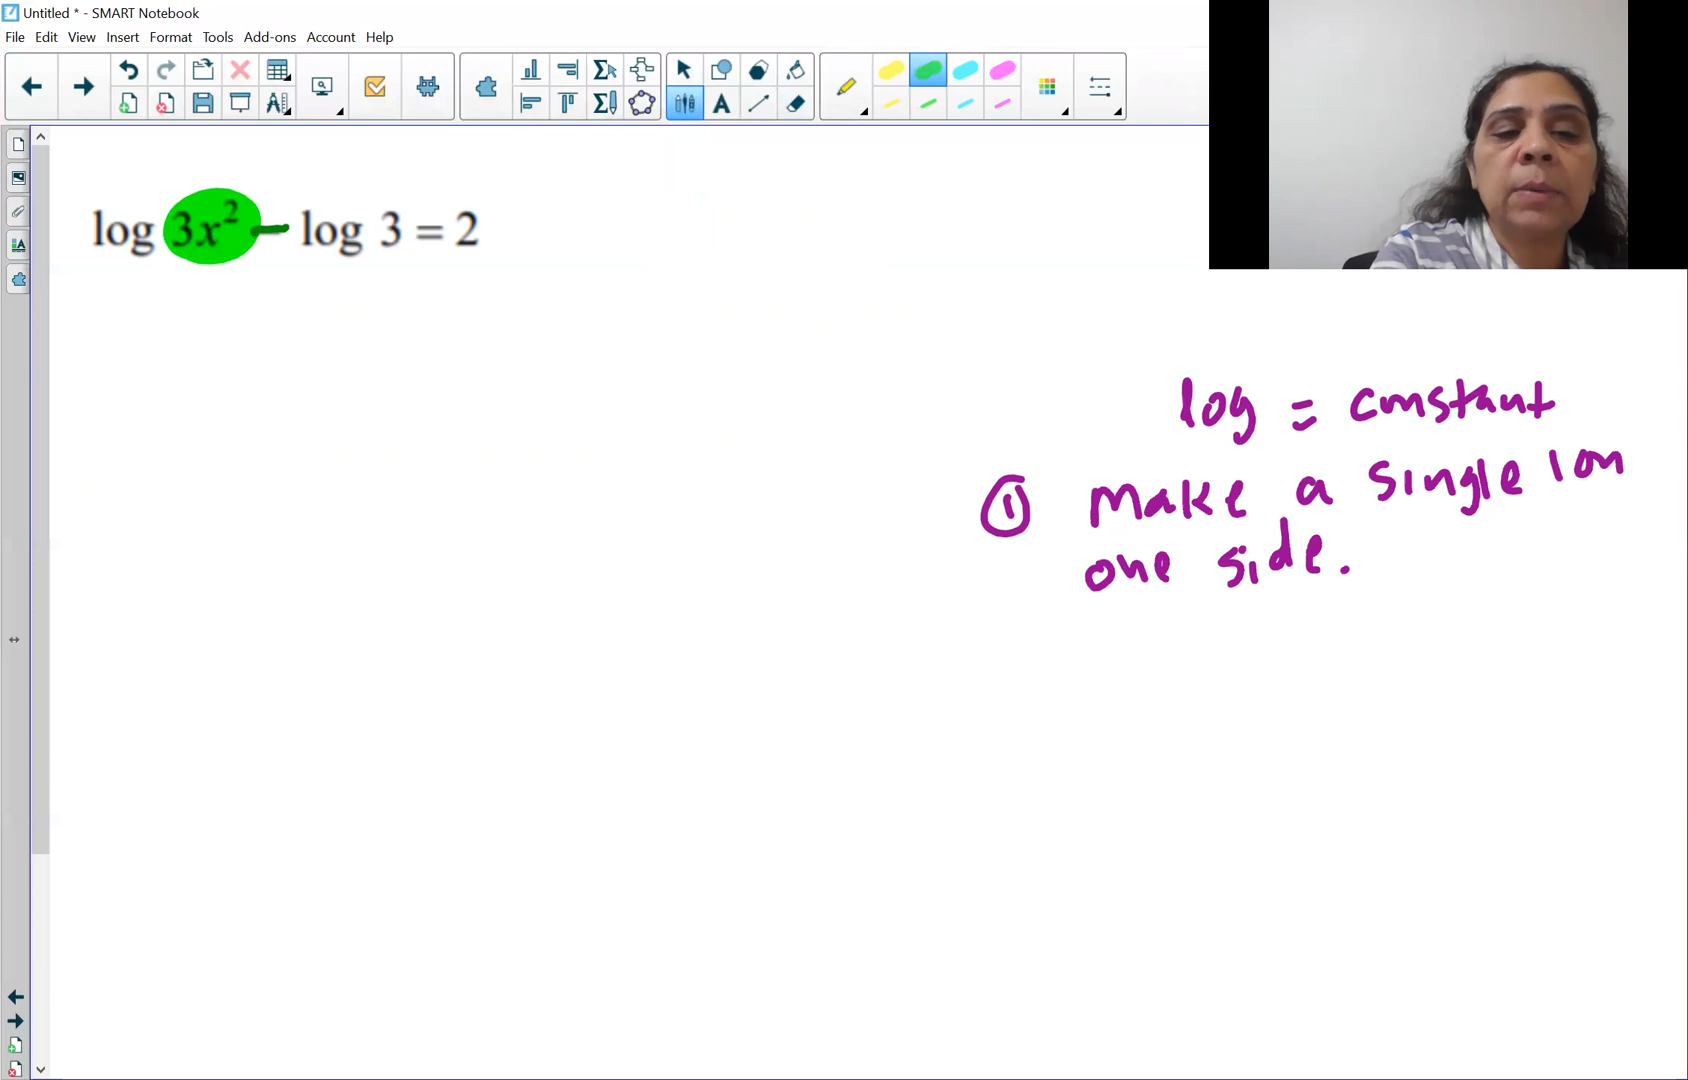 Untitled * - SMART Notebook
File Edit View Insert Format Tools Add-ons Account Help
log 3x² - log 3 = 2
log = constant
① Make a single l on
one side.